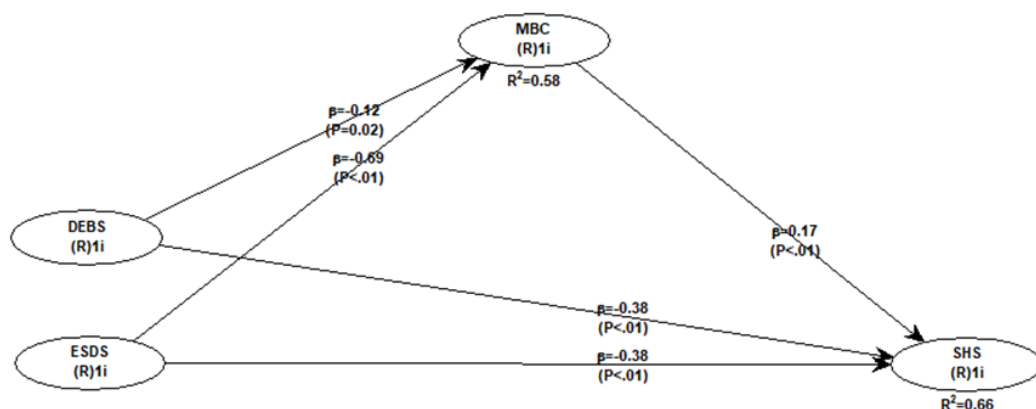 MBC
(R)1i
R²=0.58
β=-0.12
(P=0.02)
β=-0.69
(P<.01)
DEBS
(R)1i
β=0.17
(P<.01)
β=-0.38
(P<.01)
ESDS
(R)1i
β=-0.38
(P<.01)
SHS
(R)1i
R²=0.66